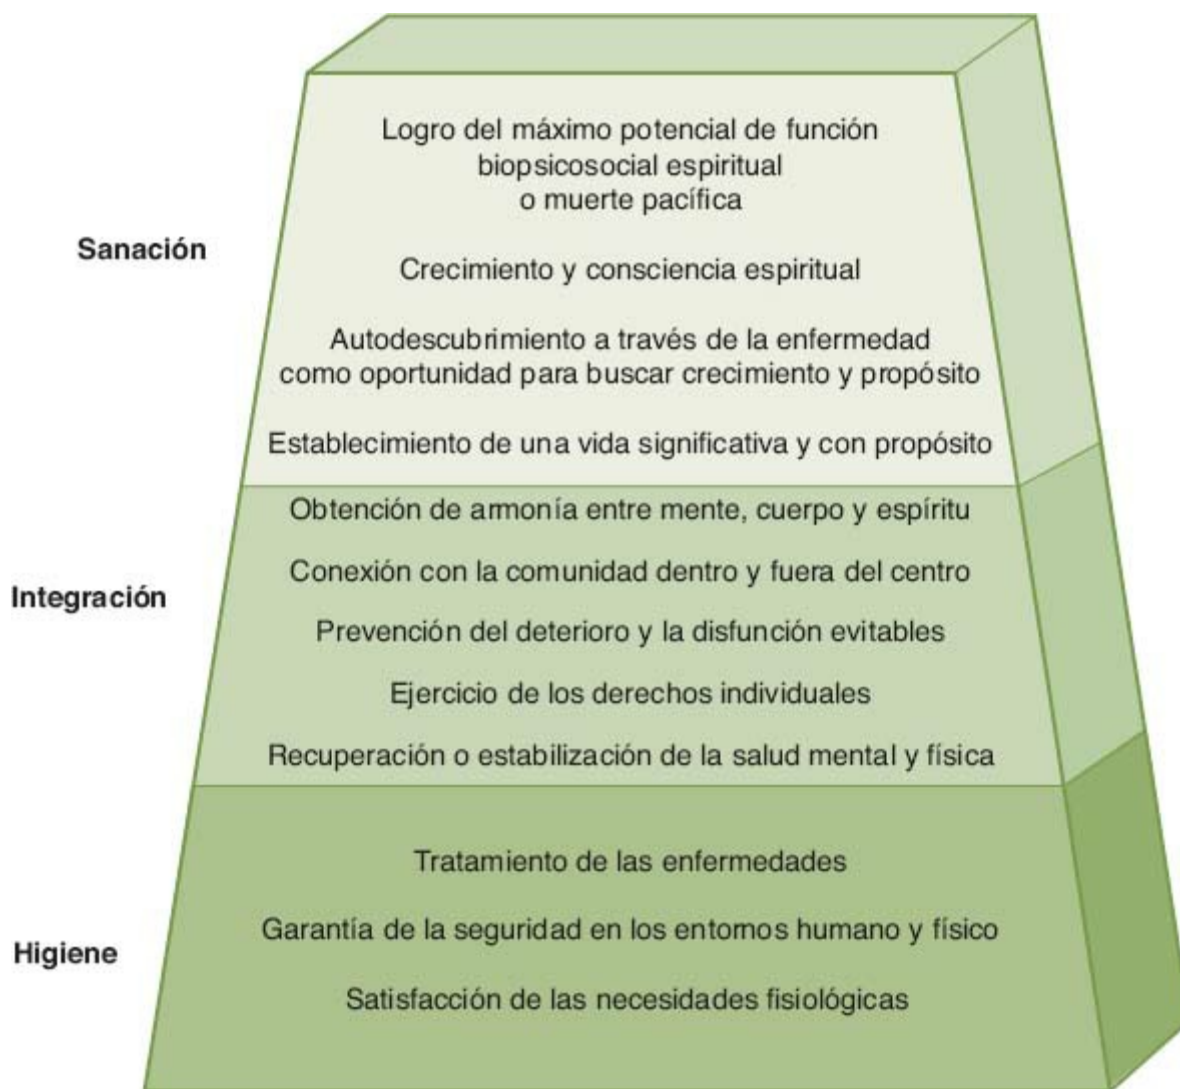 Logro del máximo potencial de función
biopsicosocial espiritual
o muerte pacífica
Sanación
Crecimiento y consciencia espiritual
Autodescubrimiento a través de la enfermedad
como oportunidad para buscar crecimiento y propósito
Establecimiento de una vida significativa y con propósito
Obtención de armonía entre mente, cuerpo y espíritu
Conexión con la comunidad dentro y fuera del centro
Integración
Prevención del deterioro y la disfunción evitables
Ejercicio de los derechos individuales
Recuperación o estabilización de la salud mental y física
Tratamiento de las enfermedades
Garantía de la seguridad en los entornos humano y físico
Higiene
Satisfacción de las necesidades fisiológicas